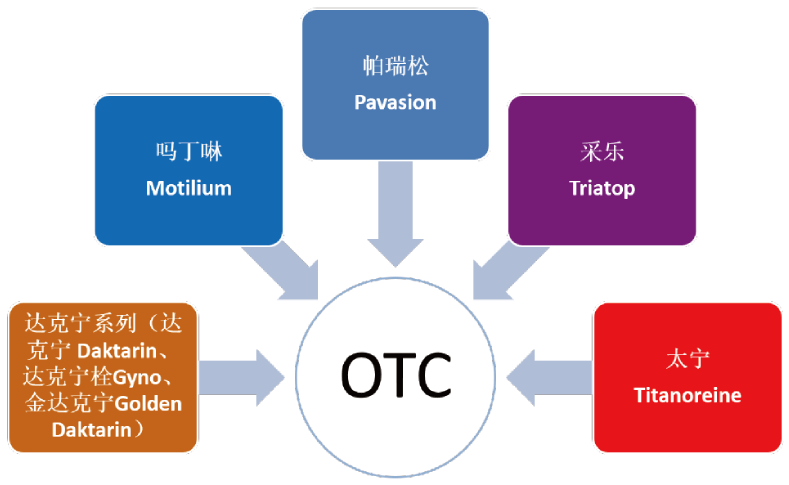 帕瑞松
Pavasion
吗丁啉
Motilium
采乐
Triatop
达克宁系列（达
克宁 Daktarin、
达克宁栓Gyno、
金达克宁Golden
Daktarin）
OTC
太宁
Titanoreine